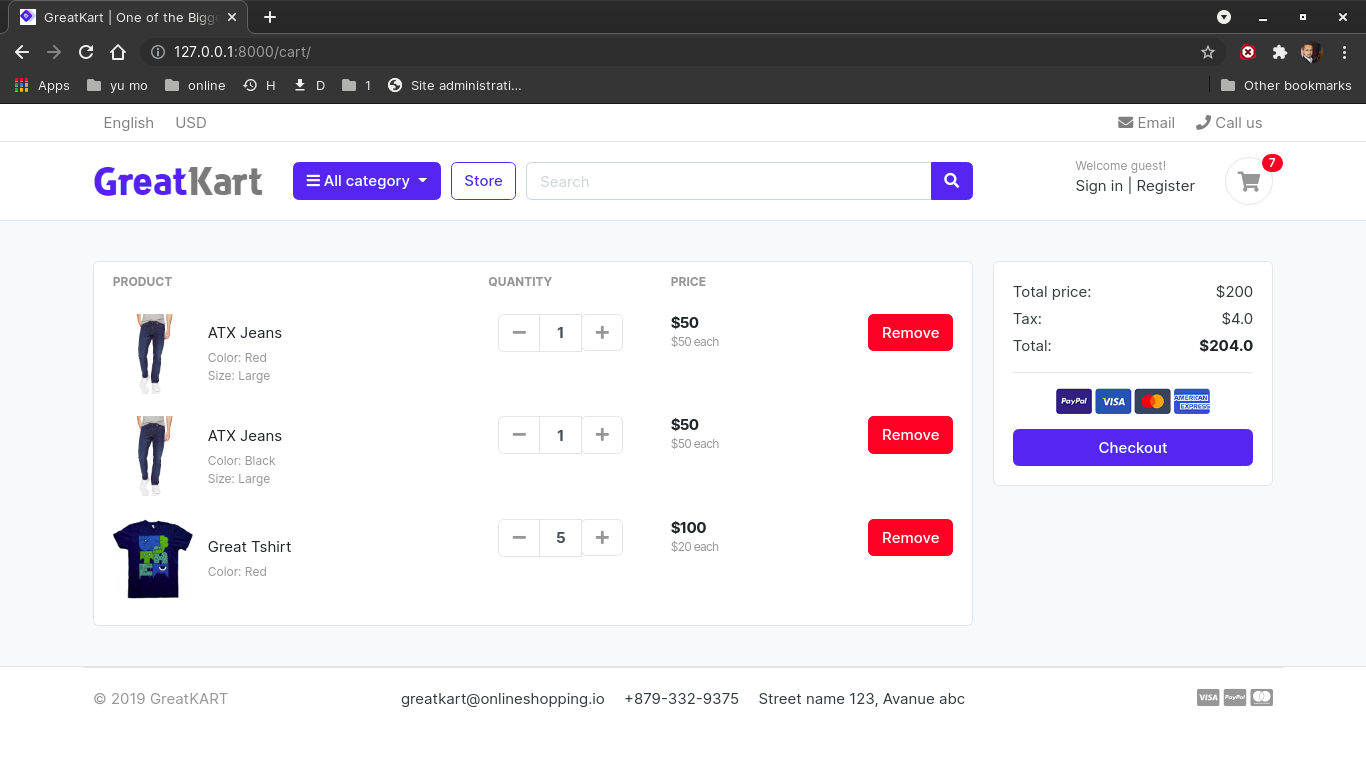 GreatKart | One of the Bigge
127.0.0.1:8000/cart/
Apps yu mo online H D 1 Site administrati... Other bookmarks
English USD Email Call us
GreatKart All category Store Search Welcome guest!
Sign in | Register
7
PRODUCT QUANTITY PRICE
ATX Jeans 1 $50 Remove
$50 each
Color: Red
Size: Large
ATX Jeans 1 $50 Remove
$50 each
Color: Black
Size: Large
Great Tshirt 5 $100 Remove
$20 each
Color: Red
Total price: $200
Tax: $4.0
Total: $204.0
PayPal VISA AMERICAN EXPRESS
Checkout
© 2019 GreatKART greatkart@onlineshopping.io +879-332-9375 Street name 123, Avanue abc VISA PayPal